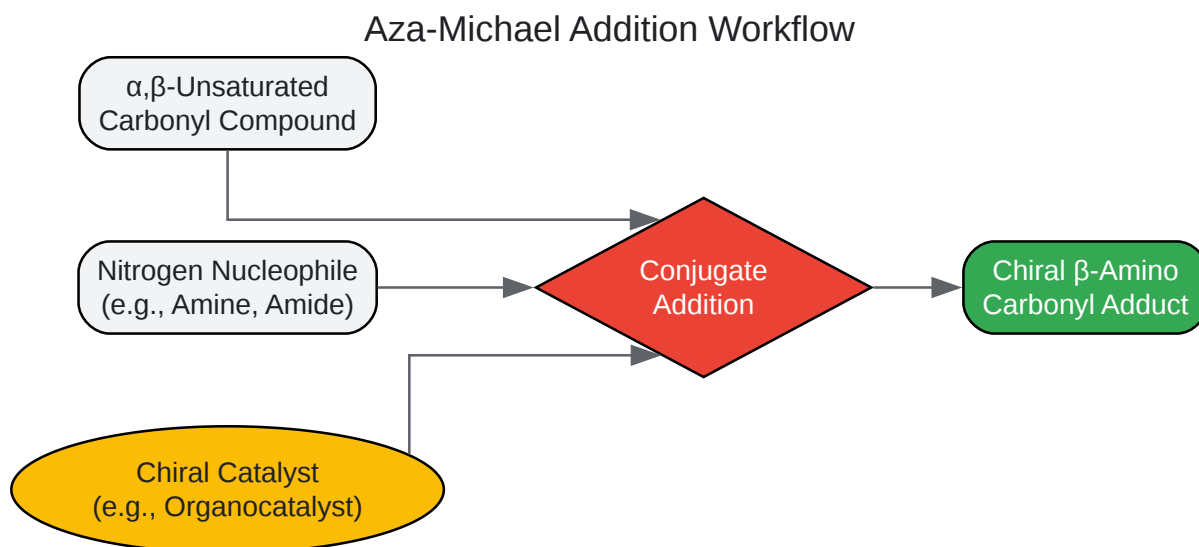 Aza-Michael Addition Workflow
α,β-Unsaturated
Carbonyl Compound
Nitrogen Nucleophile
(e.g., Amine, Amide)
Chiral Catalyst
(e.g., Organocatalyst)
Conjugate
Addition
Chiral β-Amino
Carbonyl Adduct